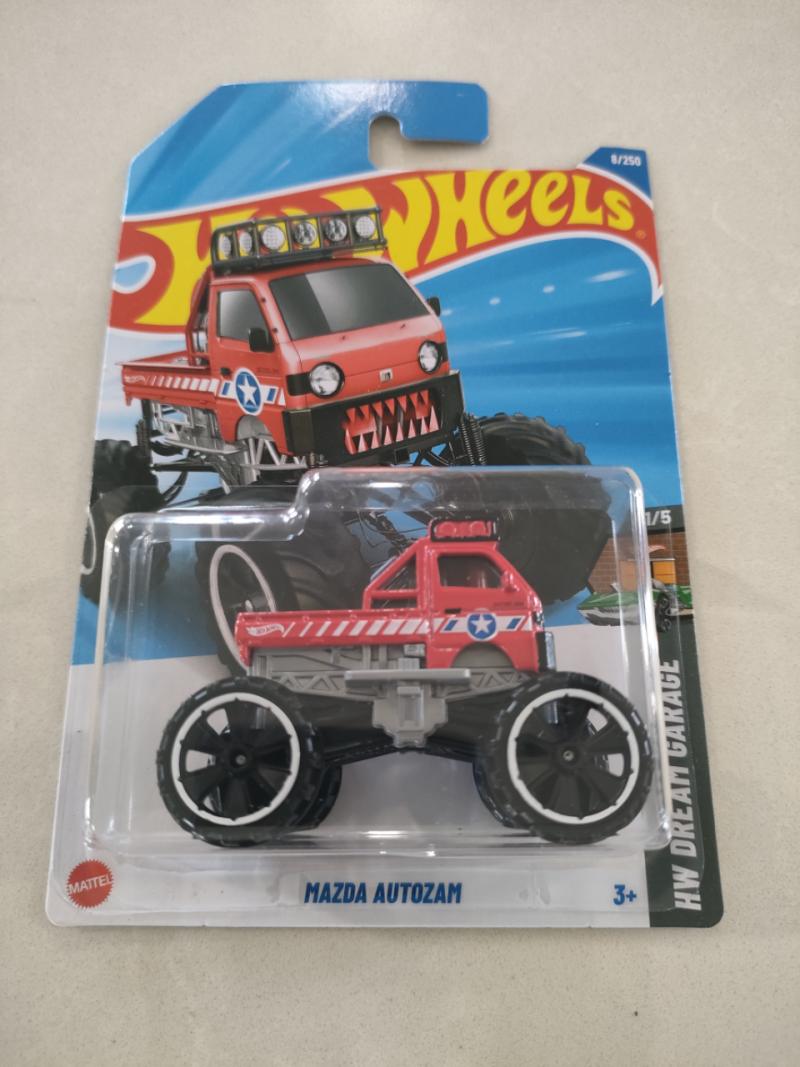 8/250
HOT WHEELS
®
1/5
HW DREAM GARAGE
MATTEL
MAZDA AUTOZAM
3+